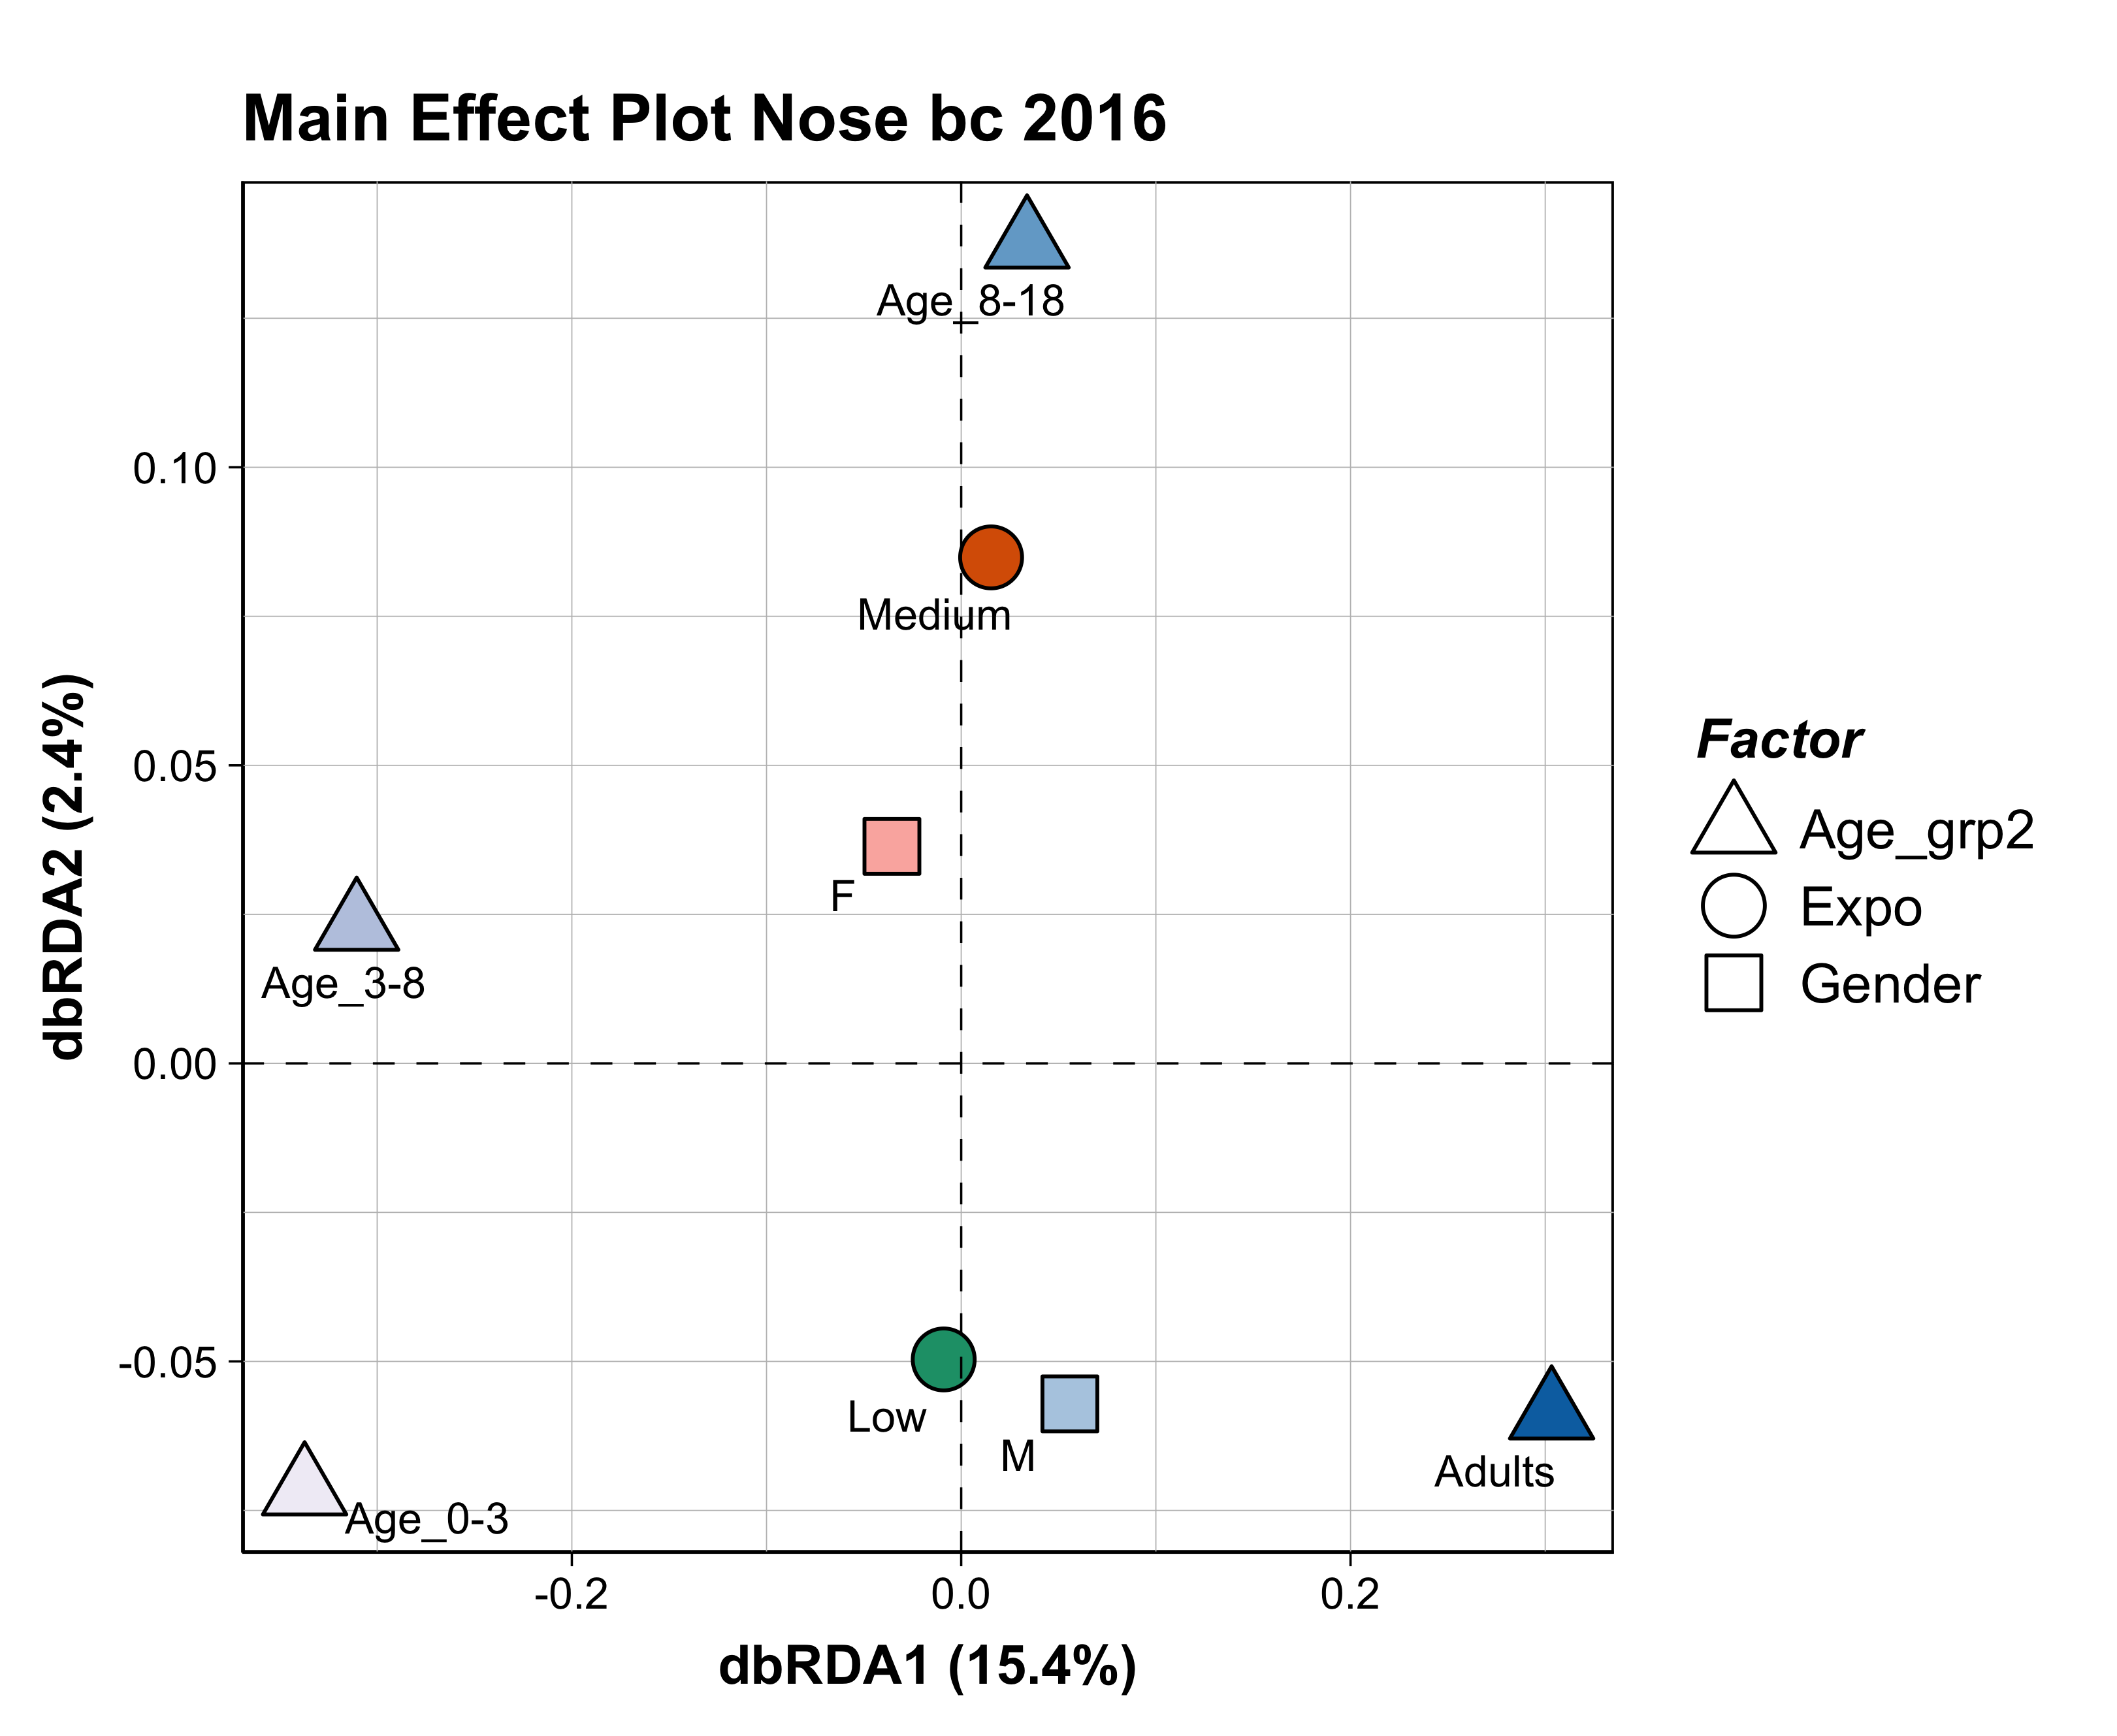 Main Effect Plot Nose bc 2016
Age_8-18
0.10
Medium
0.05
F
Age_3-8
0.00
-0.05
Low
M
Adults
Age_0-3
-0.2
0.0
0.2
dbRDA1 (15.4%)
dbRDA2 (2.4%)
Factor
Age_grp2
Expo
Gender